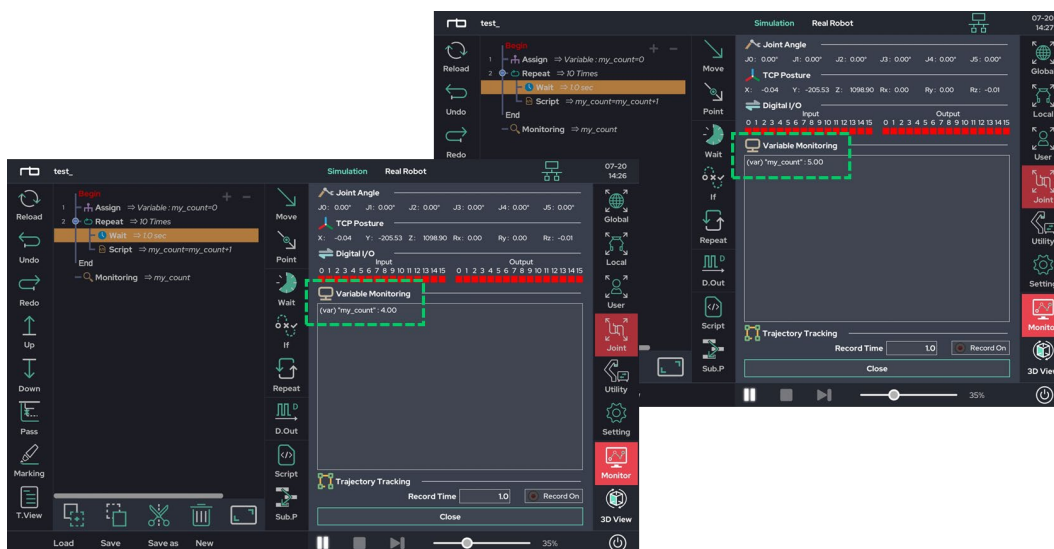 rb test_ Simulation Real Robot 07-20
14:27
Reload
Undo
Redo
Begin
1 Assign ⇒ Variable : my_count=0
2 Repeat ⇒ 10 Times
Wait ⇒ 1.0 sec
Script ⇒ my_count=my_count+1
End
Monitoring ⇒ my_count
Move
Point
Wait
If
Repeat
D.Out
Script
Sub.P
Joint Angle
J0: 0.00° J1: 0.00° J2: 0.00° J3: 0.00° J4: 0.00° J5: 0.00°
TCP Posture
X: -0.04 Y: -205.53 Z: 1098.90 Rx: 0.00 Ry: 0.00 Rz: -0.01
Digital I/O
Input Output
0 1 2 3 4 5 6 7 8 9 10 11 12 13 14 15 0 1 2 3 4 5 6 7 8 9 10 11 12 13 14 15
Variable Monitoring
(var) "my_count" : 5.00
Trajectory Tracking
Record Time 1.0 Record On
Close
35%
Globa
Local
User
Joint
Utility
Settin
Monito
3D Vie
rb test_ Simulation Real Robot 07-20
14:26
Reload
Undo
Redo
Up
Down
Pass
Marking
T.View
Begin
1 Assign ⇒ Variable : my_count=0
2 Repeat ⇒ 10 Times
Wait ⇒ 1.0 sec
Script ⇒ my_count=my_count+1
End
Monitoring ⇒ my_count
Move
Point
Wait
If
Repeat
D.Out
Script
Sub.P
Joint Angle
J0: 0.00° J1: 0.00° J2: 0.00° J3: 0.00° J4: 0.00° J5: 0.00°
TCP Posture
X: -0.04 Y: -205.53 Z: 1098.90 Rx: 0.00 Ry: 0.00 Rz: -0.01
Digital I/O
Input Output
0 1 2 3 4 5 6 7 8 9 10 11 12 13 14 15 0 1 2 3 4 5 6 7 8 9 10 11 12 13 14 15
Variable Monitoring
(var) "my_count" : 4.00
Trajectory Tracking
Record Time 1.0 Record On
Close
Global
Local
User
Joint
Utility
Setting
Monitor
3D View
Load Save Save as New 35%